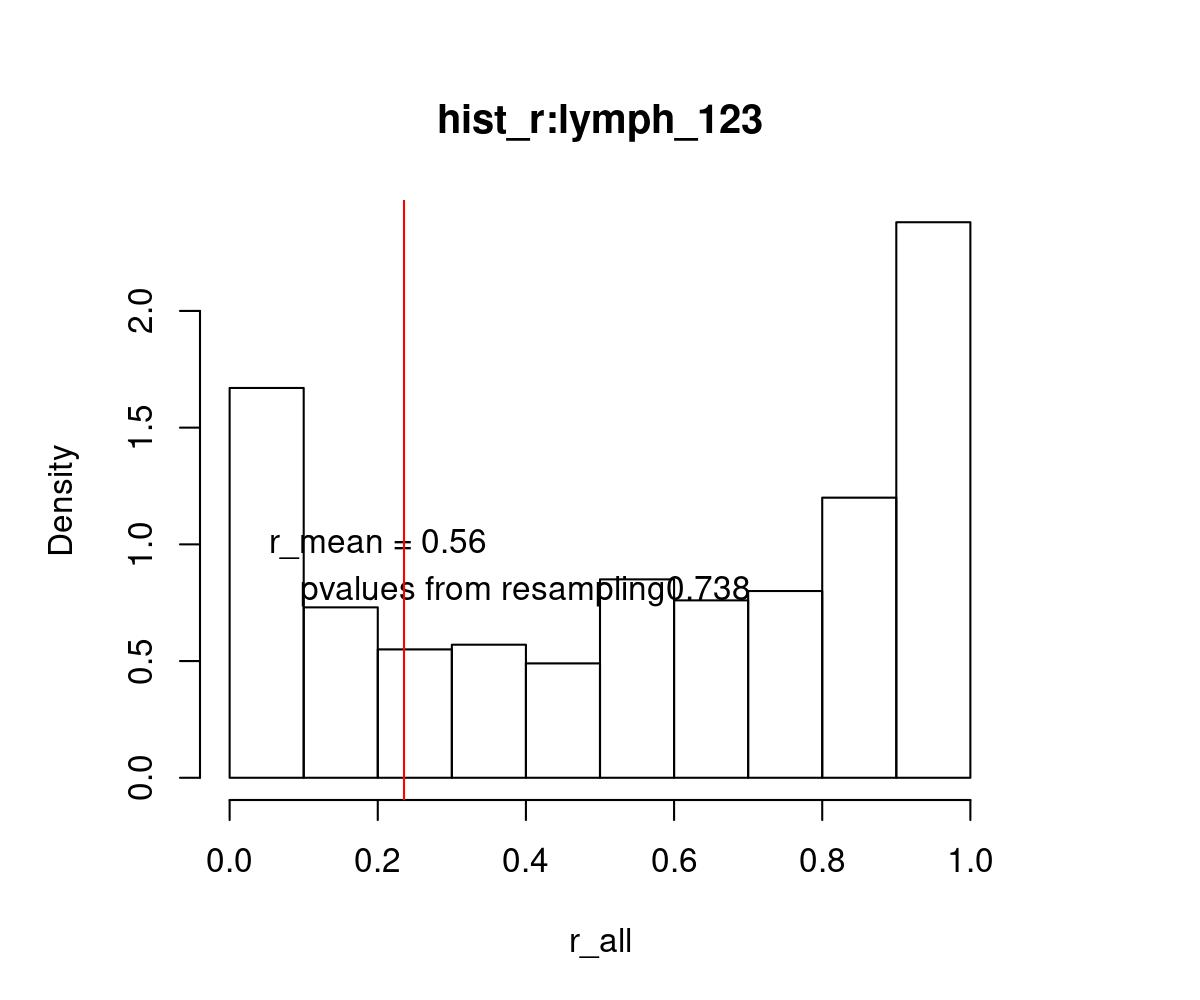 hist_r:lymph_123
Density
2.0
1.5
1.0
0.5
0.0
r_mean = 0.56
pvalues from resampling0.738
0.0 0.2 0.4 0.6 0.8 1.0
r_all